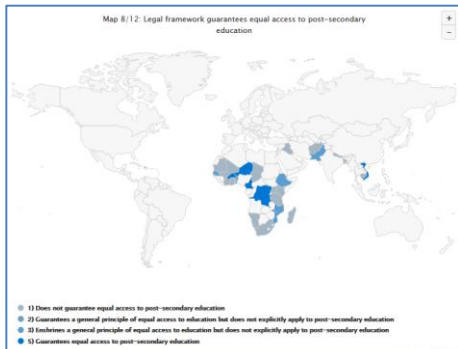 Map 8/12: Legal framework guarantees equal access to post-secondary
education
+
−
1) Does not guarantee equal access to post-secondary education
2) Guarantees a general principle of equal access to education but does not explicitly apply to post-secondary education
3) Enshrines a general principle of equal access to education but does not explicitly apply to post-secondary education
5) Guarantees equal access to post-secondary education